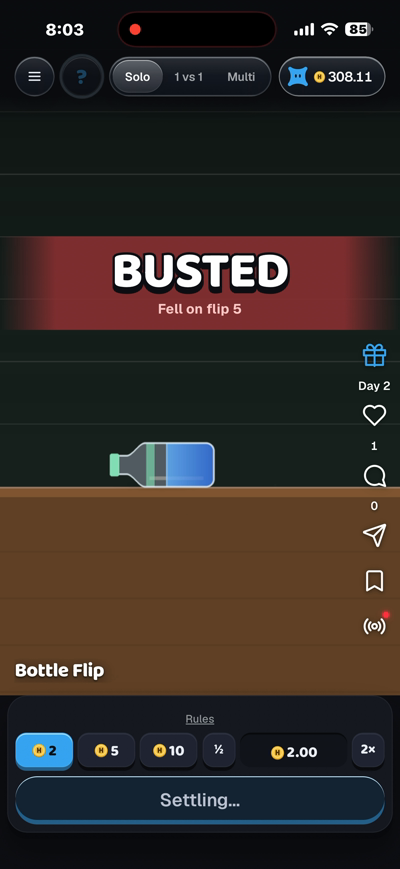 8:03
85
?
Solo
1 vs 1
Multi
H 308.11
BUSTED
Fell on flip 5
Day 2
1
0
Bottle Flip
Rules
H 2
H 5
H 10
½
H 2.00
2×
Settling...